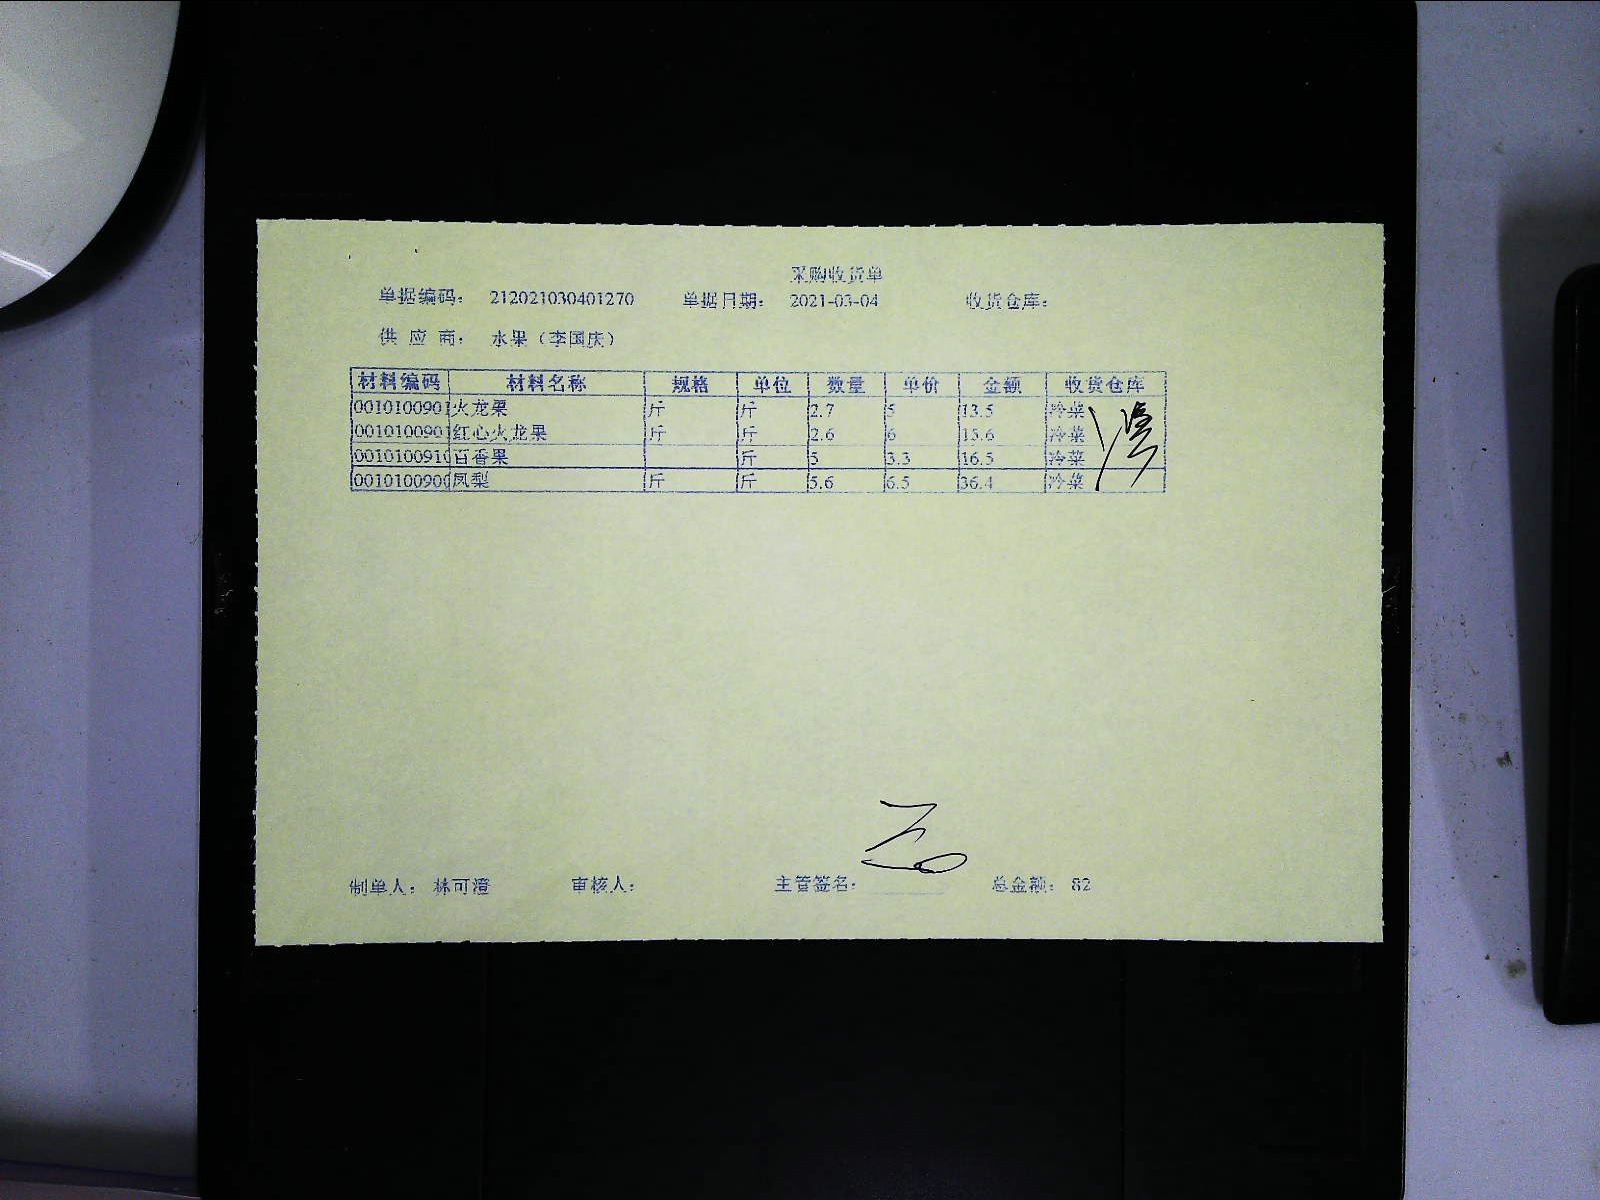 采购收货单
单据编码： 212021030401270 单据日期： 2021-03-04 收货仓库：
供 应 商： 水果（李国庆）
材料编码 材料名称 规格 单位 数量 单价 金额 收货仓库
0010100901 火龙果 斤 斤 2.7 5 13.5 冷菜
0010100901 红心火龙果 斤 斤 2.6 6 15.6 冷菜
001010091 百香果 斤 5 3.3 16.5 冷菜
001010090 凤梨 斤 斤 5.6 6.5 36.4 冷菜
制单人： 林可澄 审核人： 主管签名： 总金额： 82